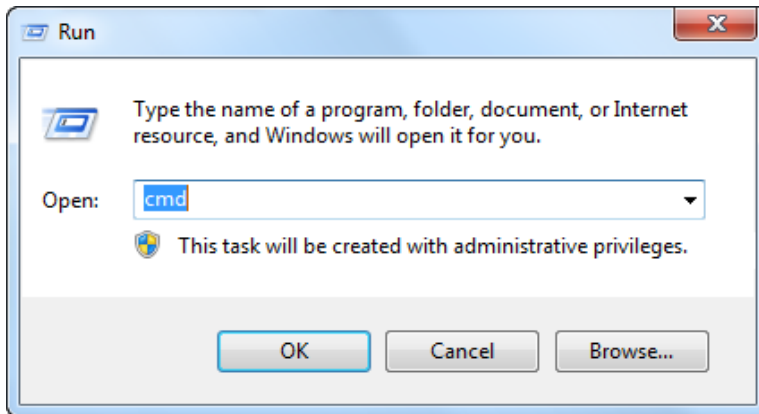 Run
Type the name of a program, folder, document, or Internet
resource, and Windows will open it for you.
Open: cmd
This task will be created with administrative privileges.
OK Cancel Browse...